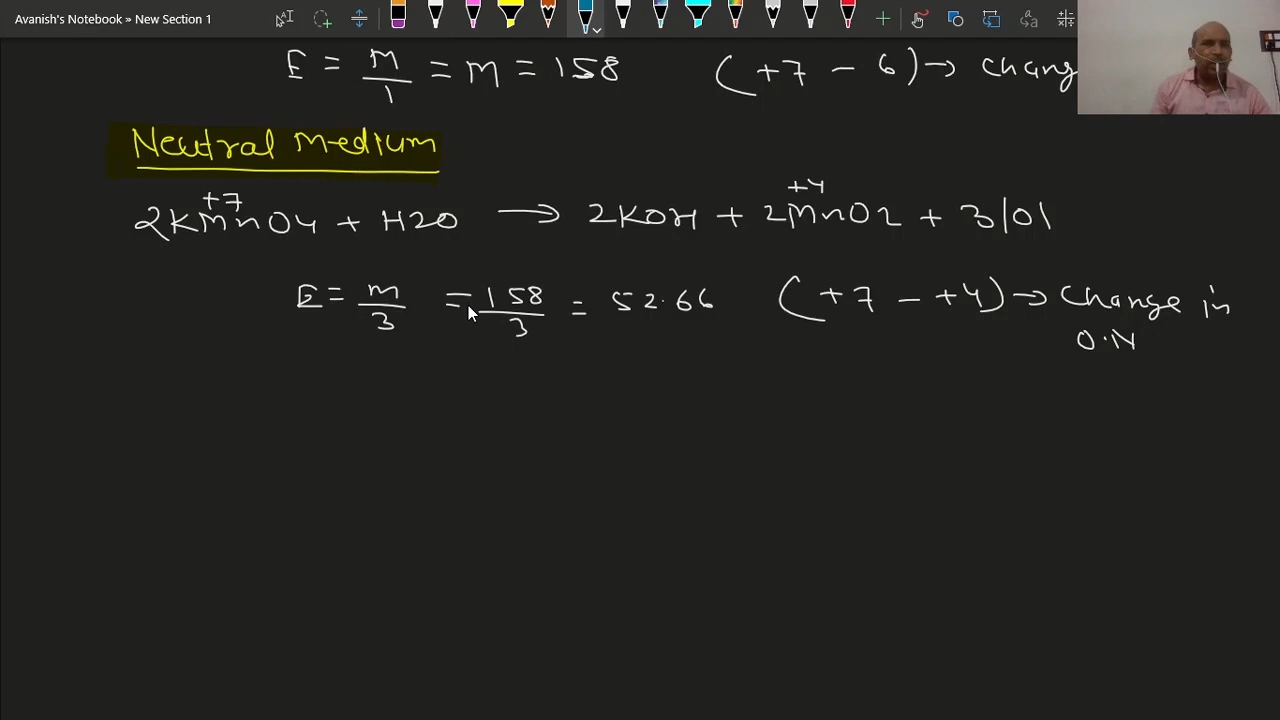 Avanish's Notebook » New Section 1
E = M/1 = M = 158 (+7 - 6) → Chang
Neutral Medium
+7 +4
2KMnO4 + H2O → 2KOH + 2MnO2 + 3|O|
E = M/3 = 158/3 = 52.66 (+7 - +4) → Change in
O.N